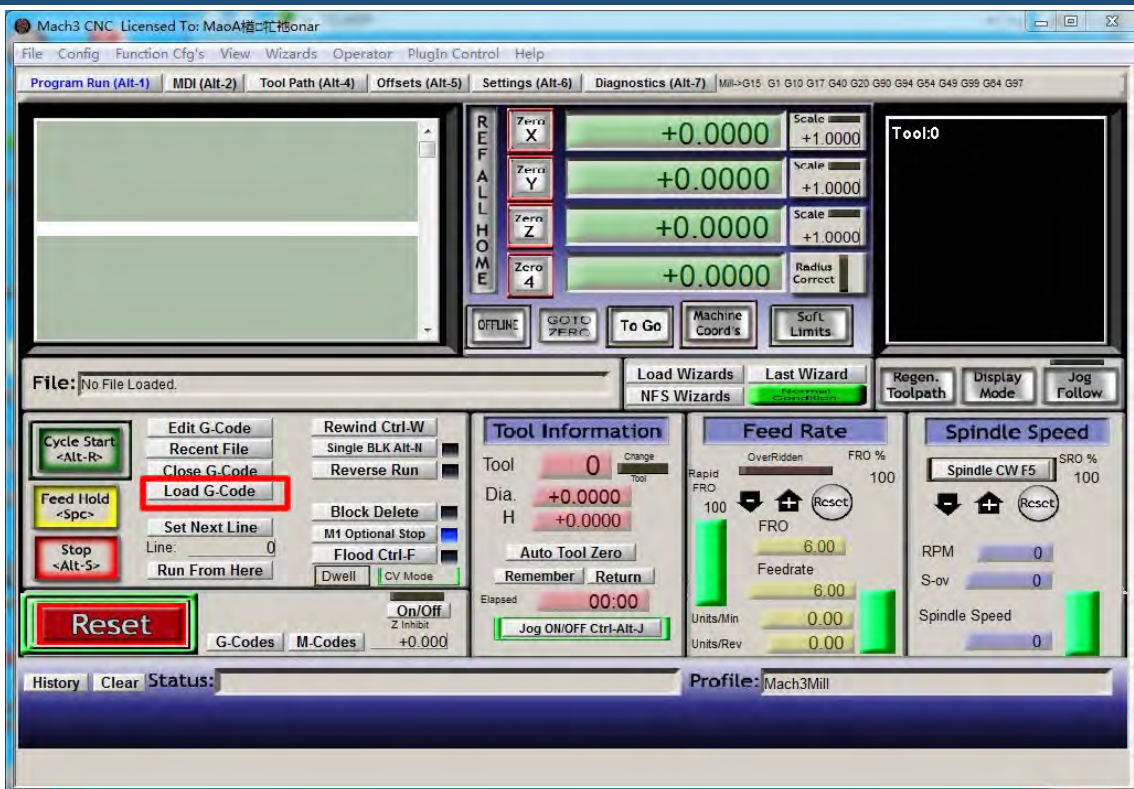 Mach3 CNC Licensed To: MaoA
File Config Function Cfg's View Wizards Operator PlugIn Control Help
Program Run (Alt-1) MDI (Alt-2) Tool Path (Alt-4) Offsets (Alt-5) Settings (Alt-6) Diagnostics (Alt-7) Mill->G15 G1 G10 G17 G40 G20 G90 G94 G54 G49 G99 G64 G97
REF ALL HOME
Zero X +0.0000 Scale +1.0000
Zero Y +0.0000 Scale +1.0000
Zero Z +0.0000 Scale +1.0000
Zero 4 +0.0000 Radius Correct
OFFLINE GOTO ZERO To Go Machine Coord's Soft Limits
Tool:0
File: No File Loaded.
Load Wizards Last Wizard
NFS Wizards Normal Condition
Regen. Toolpath Display Mode Jog Follow
Cycle Start <Alt-R>
Feed Hold <Spc>
Stop <Alt-S>
Edit G-Code
Recent File
Close G-Code
Load G-Code
Set Next Line
Line: 0
Run From Here
Rewind Ctrl-W
Single BLK Alt-N
Reverse Run
Block Delete
M1 Optional Stop
Flood Ctrl-F
Dwell CV Mode
Reset
G-Codes M-Codes
On/Off
Z Inhibit
+0.000
Tool Information
Tool 0 Change Tool
Dia. +0.0000
H +0.0000
Auto Tool Zero
Remember Return
Elapsed 00:00
Jog ON/OFF Ctrl-Alt-J
Feed Rate
OverRidden FRO %
100
Rapid FRO
100
Reset
FRO
6.00
Feedrate
6.00
Units/Min 0.00
Units/Rev 0.00
Spindle Speed
Spindle CW F5 SRO %
100
Reset
RPM 0
S-ov 0
Spindle Speed
0
History Clear Status:
Profile: Mach3Mill